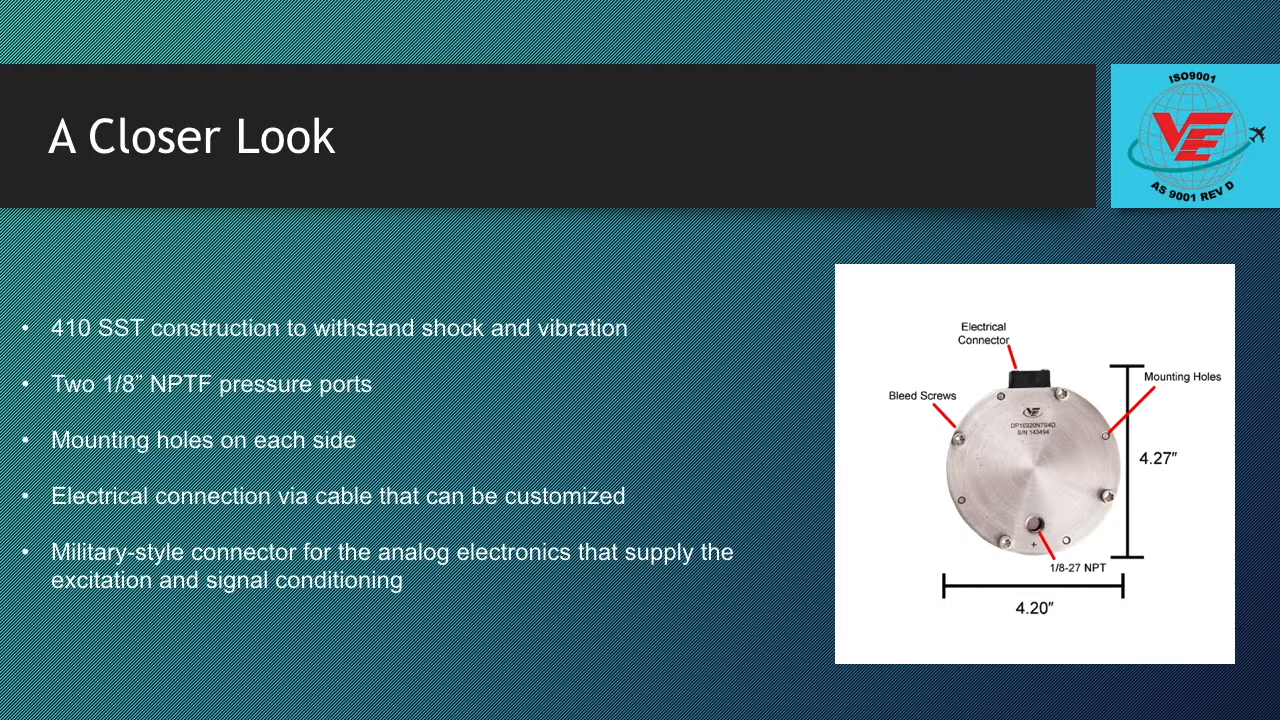 A Closer Look
ISO9001
VE
AS 9001 REV D
• 410 SST construction to withstand shock and vibration
• Two 1/8” NPTF pressure ports
• Mounting holes on each side
• Electrical connection via cable that can be customized
• Military-style connector for the analog electronics that supply the
excitation and signal conditioning
Electrical
Connector
Mounting Holes
Bleed Screws
VE
DP10320N7S4D
S/N 143494
4.27″
+
1/8-27 NPT
4.20″